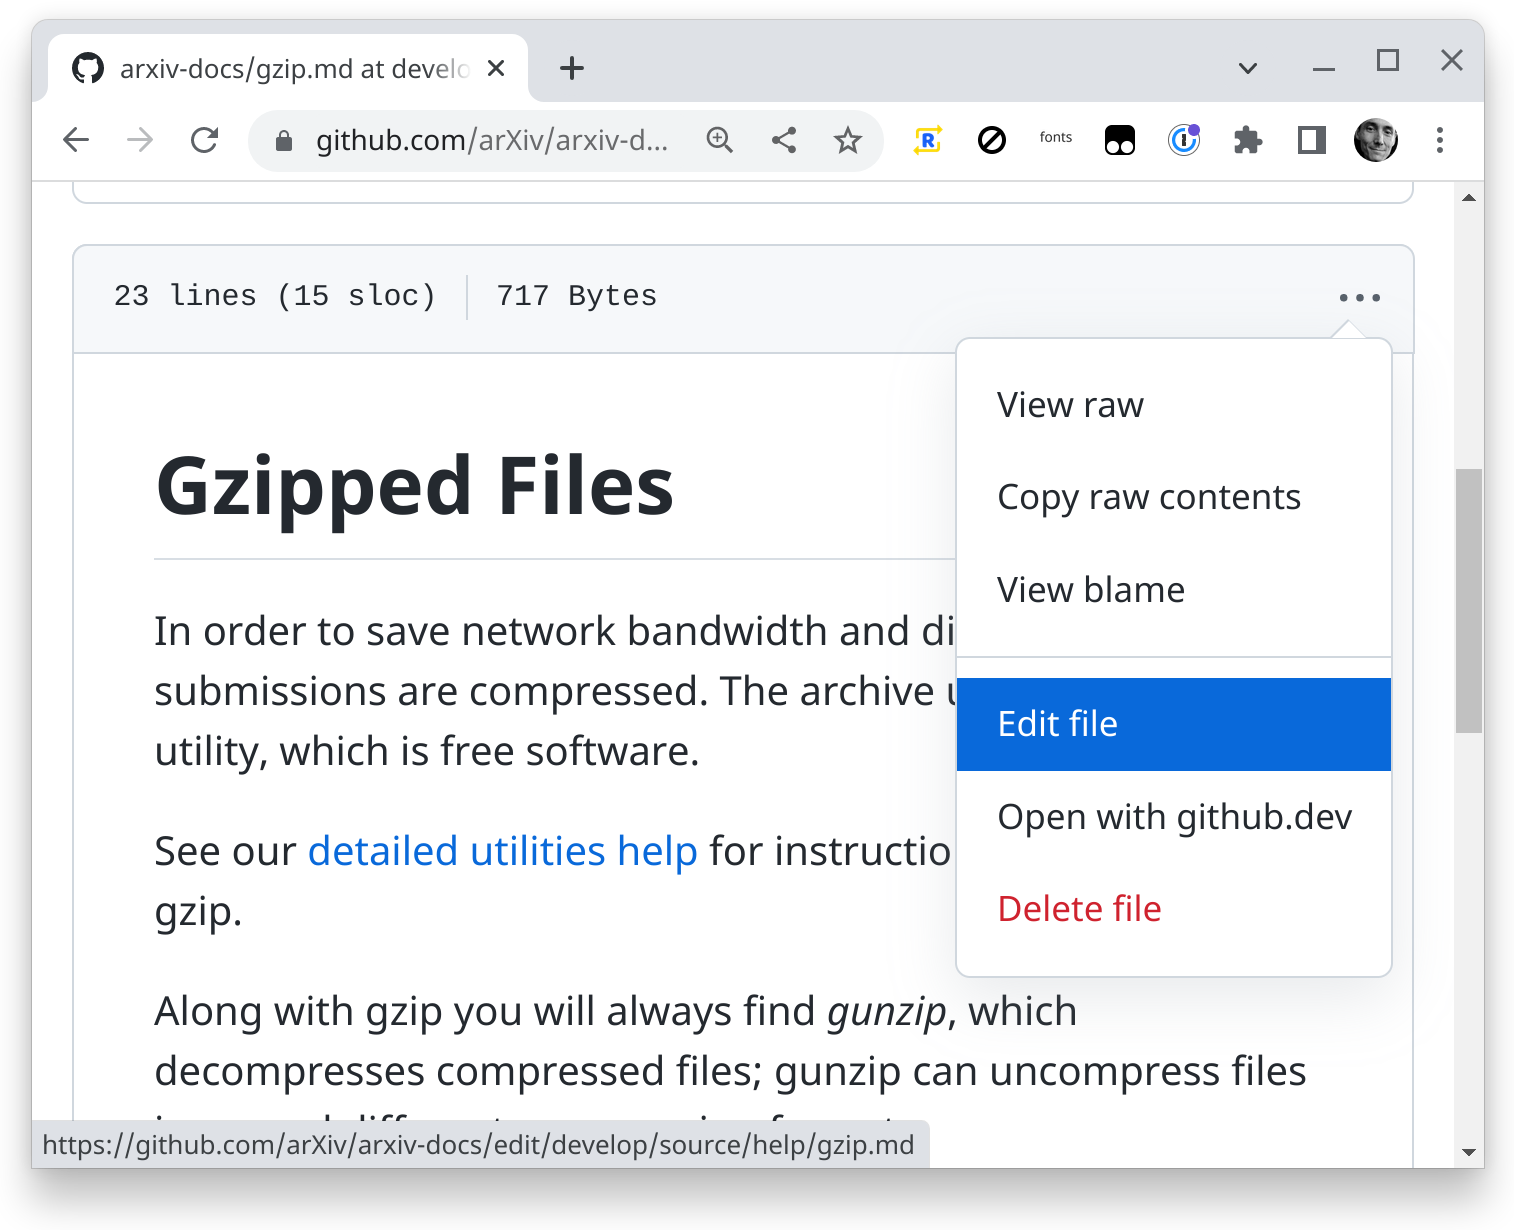 arxiv-docs/gzip.md at develo
github.com/arXiv/arxiv-d...
fonts
23 lines (15 sloc)
717 Bytes
View raw
Copy raw contents
View blame
Edit file
Open with github.dev
Delete file
Gzipped Files
In order to save network bandwidth and di
submissions are compressed. The archive
utility, which is free software.
See our detailed utilities help for instructio
gzip.
Along with gzip you will always find gunzip, which
decompresses compressed files; gunzip can uncompress files
https://github.com/arXiv/arxiv-docs/edit/develop/source/help/gzip.md